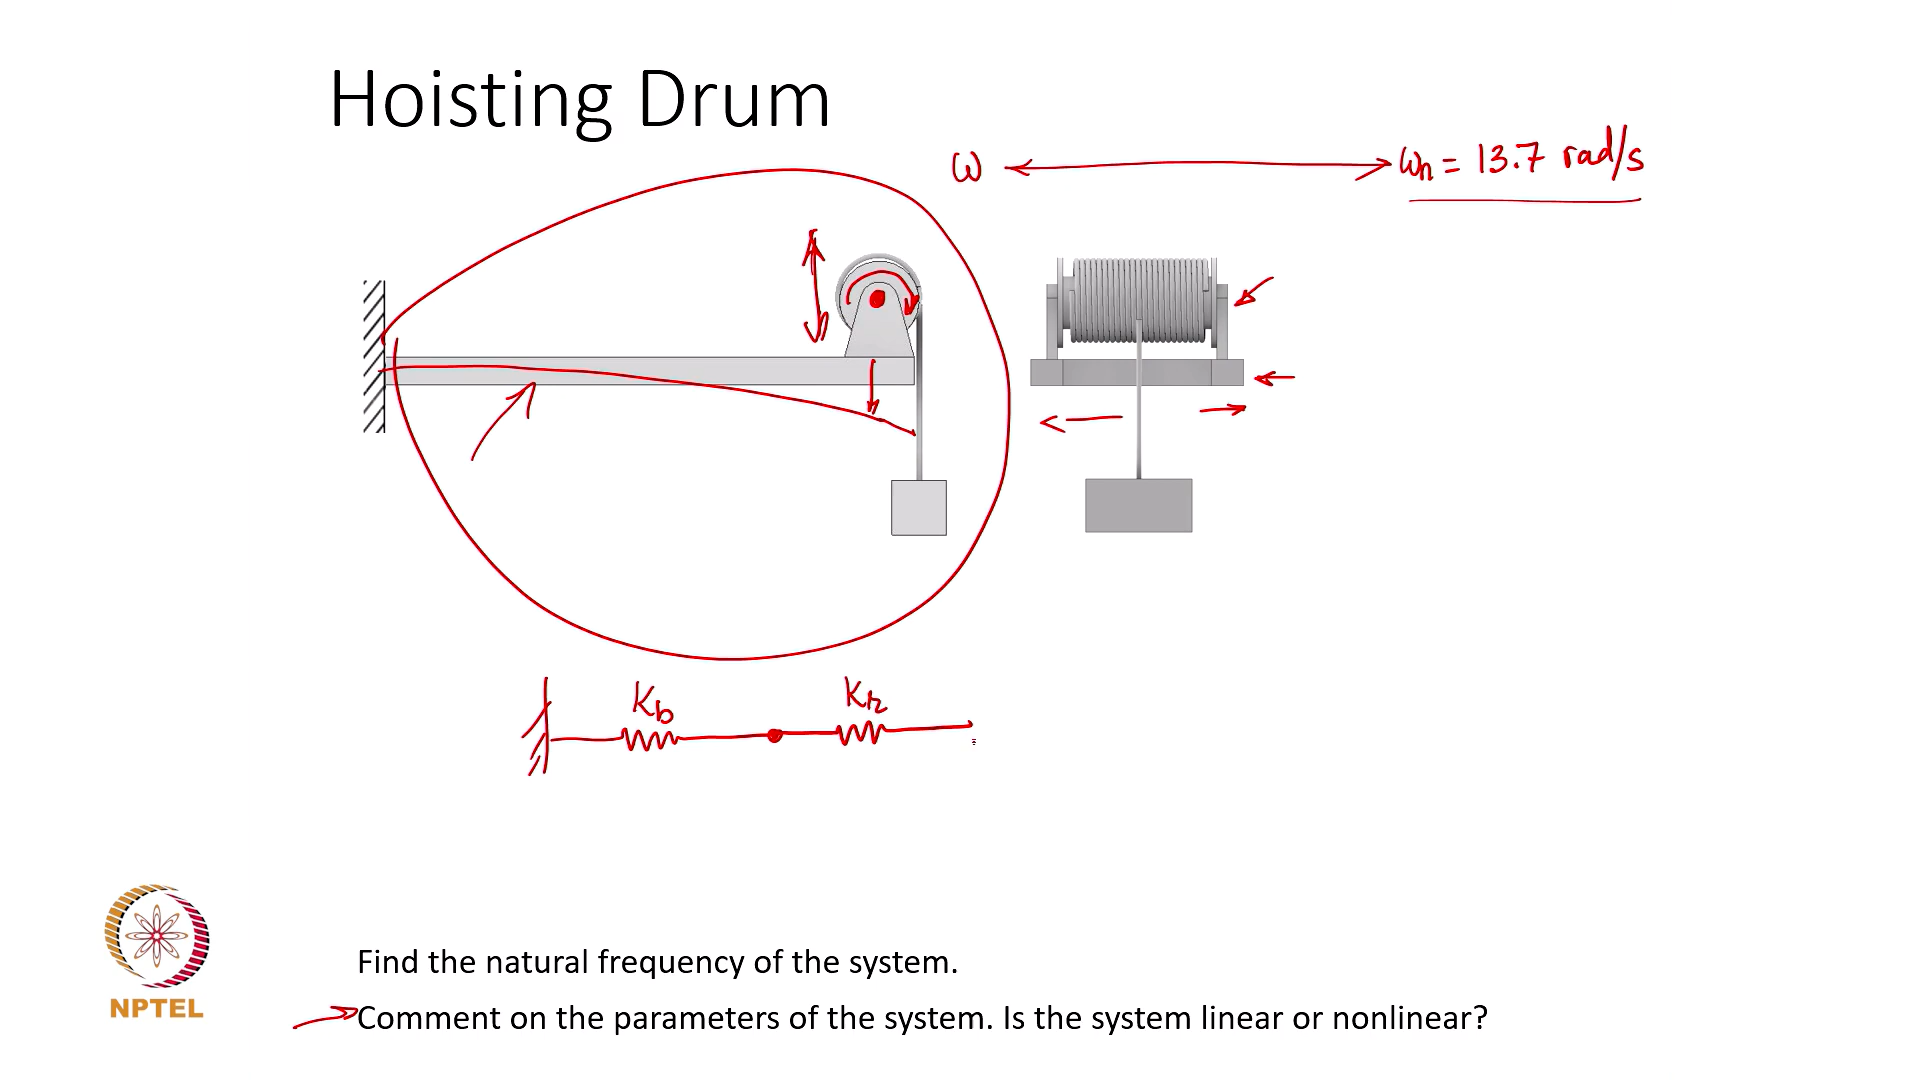 Hoisting Drum
ω ωn = 13.7 rad/s
Kb Kr
Find the natural frequency of the system.
Comment on the parameters of the system. Is the system linear or nonlinear?
NPTEL